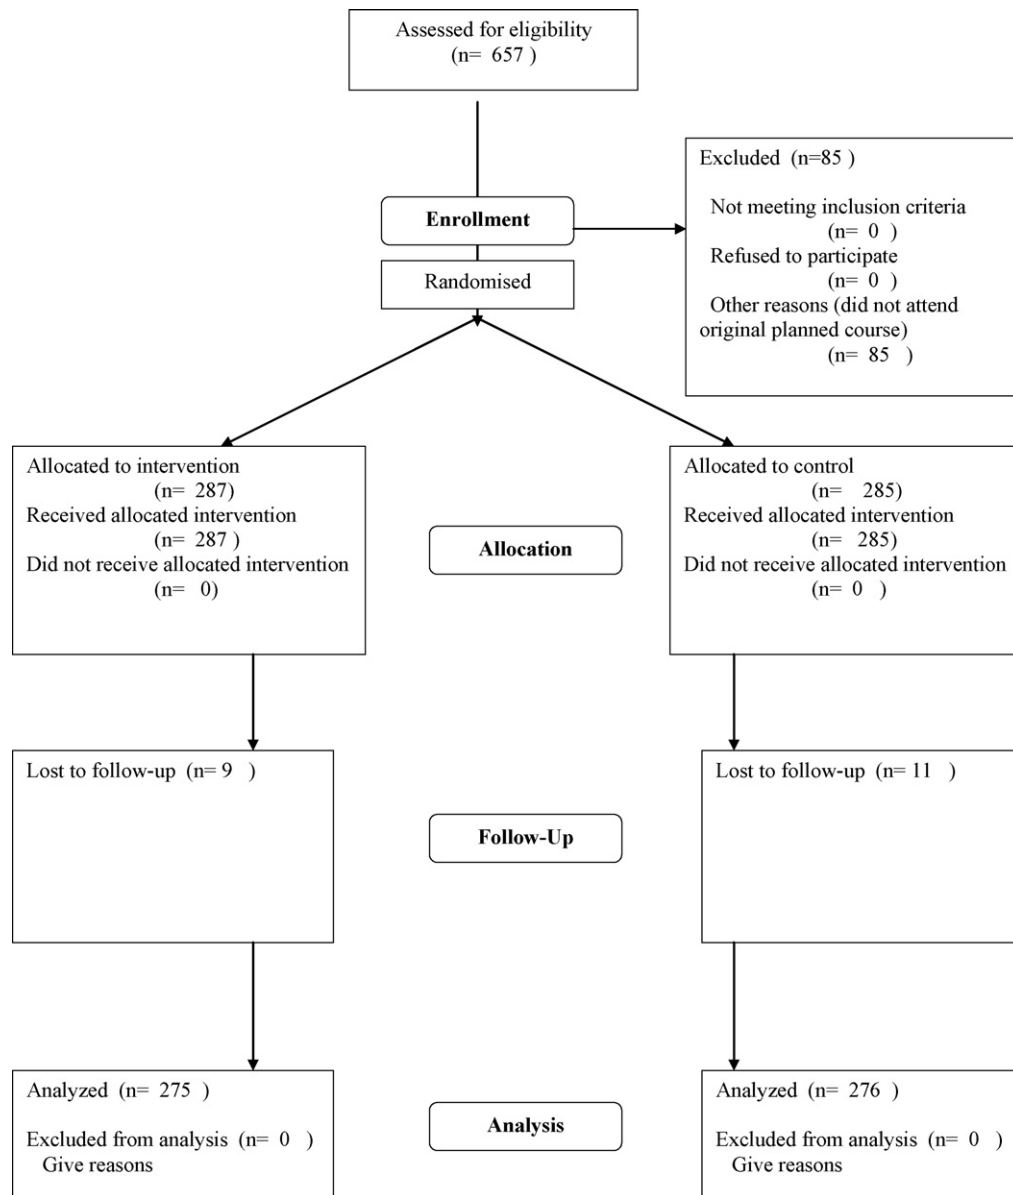 Assessed for eligibility
(n= 657 )
Excluded (n=85 )
Not meeting inclusion criteria
(n= 0 )
Refused to participate
(n= 0 )
Other reasons (did not attend
original planned course)
(n= 85 )
Enrollment
Randomised
Allocated to intervention
(n= 287)
Received allocated intervention
(n= 287 )
Did not receive allocated intervention
(n= 0)
Allocation
Allocated to control
(n= 285)
Received allocated intervention
(n= 285)
Did not receive allocated intervention
(n= 0 )
Lost to follow-up (n= 9 )
Follow-Up
Lost to follow-up (n= 11 )
Analyzed (n= 275 )
Excluded from analysis (n= 0 )
Give reasons
Analysis
Analyzed (n= 276 )
Excluded from analysis (n= 0 )
Give reasons